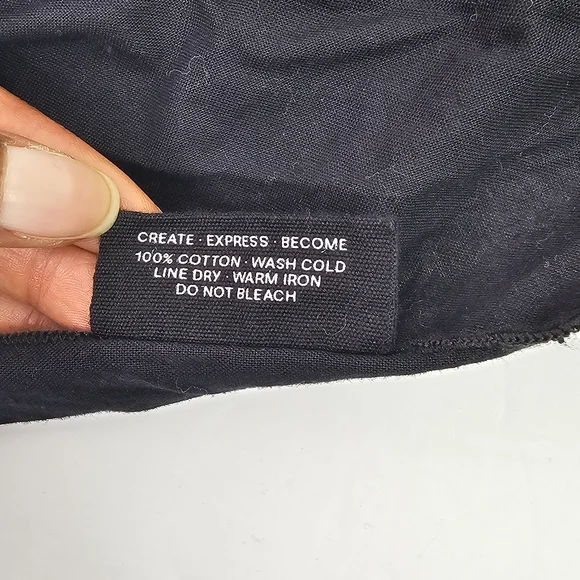 CREATE · EXPRESS · BECOME
100% COTTON · WASH COLD
LINE DRY · WARM IRON
DO NOT BLEACH